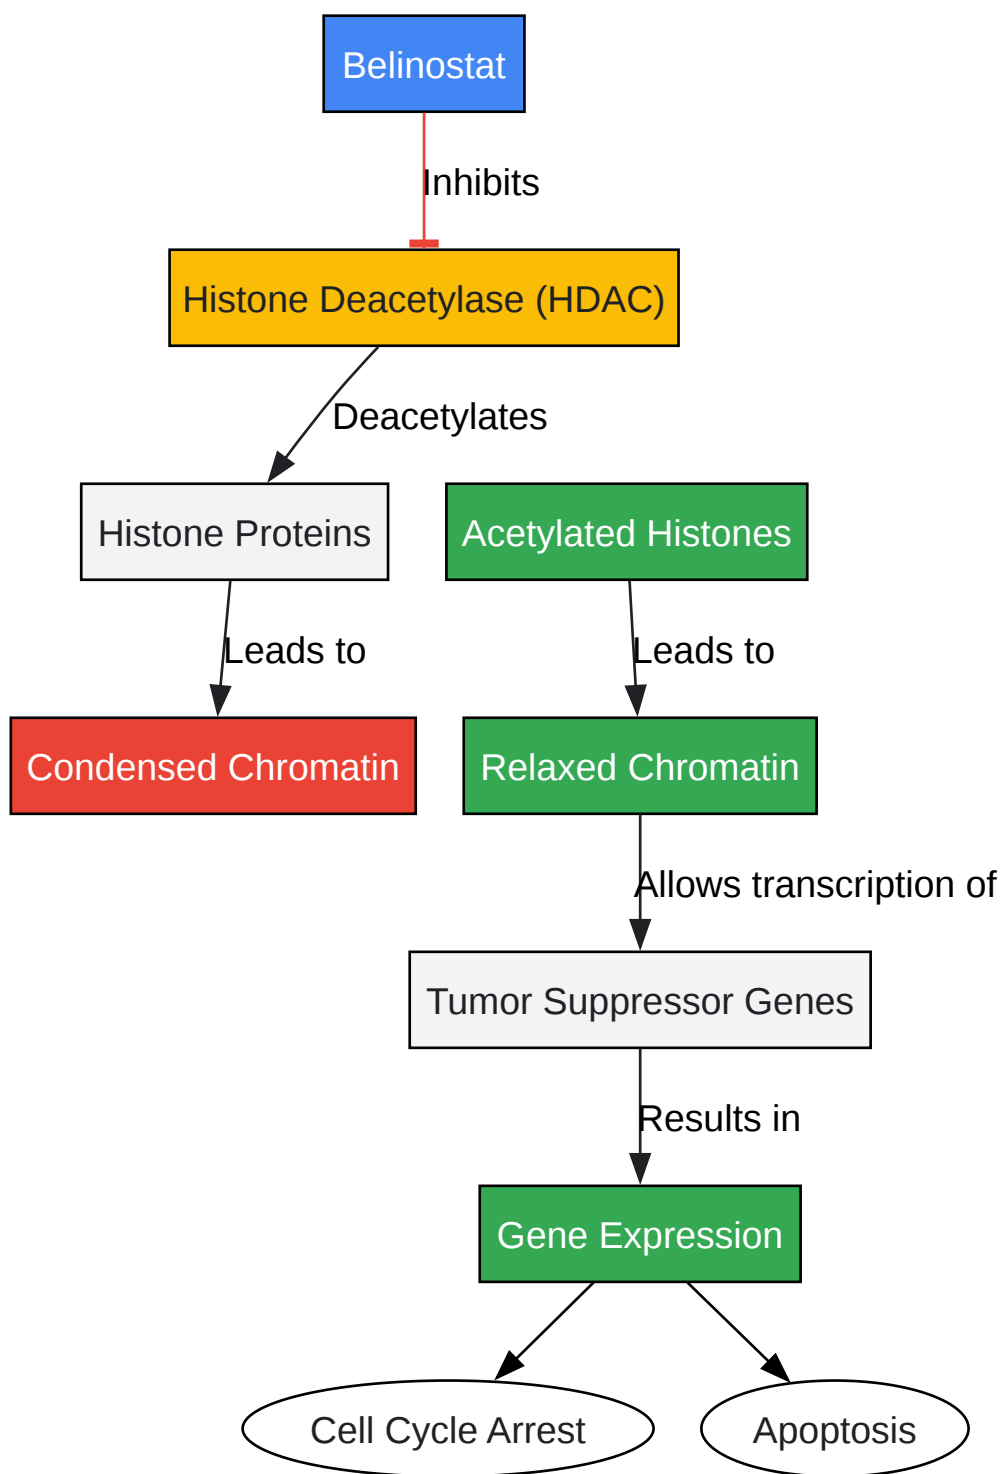 Belinostat
Inhibits
Histone Deacetylase (HDAC)
Deacetylates
Histone Proteins
Acetylated Histones
Leads to
Leads to
Condensed Chromatin
Relaxed Chromatin
Allows transcription of
Tumor Suppressor Genes
Results in
Gene Expression
Cell Cycle Arrest
Apoptosis